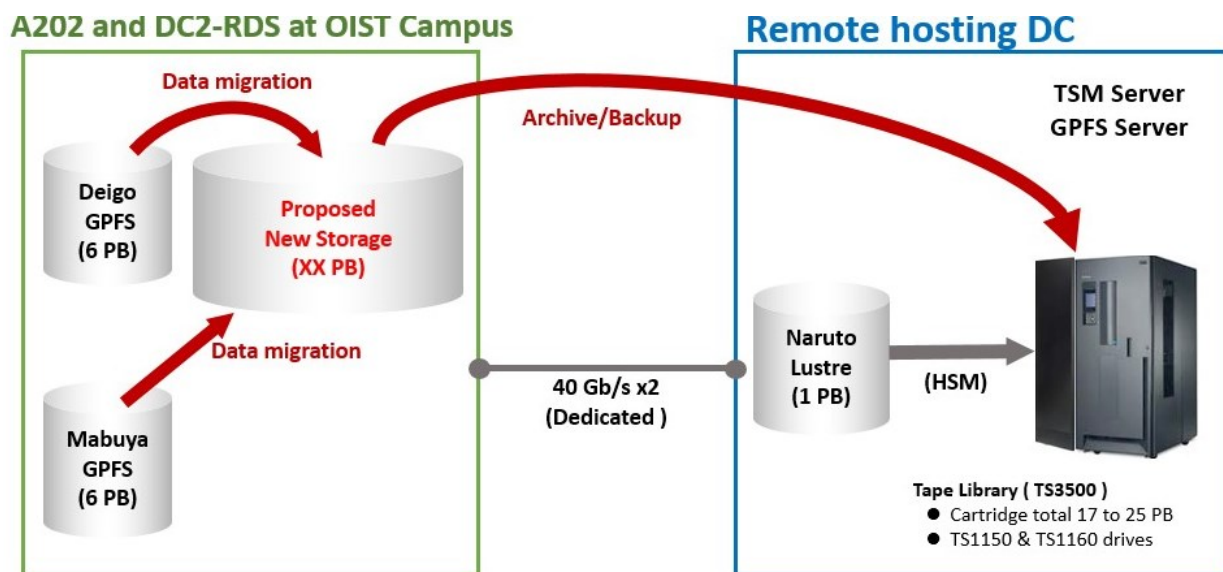 A202 and DC2-RDS at OIST Campus
Remote hosting DC
Data migration
Archive/Backup
TSM Server
GPFS Server
Deigo
GPFS
(6 PB)
Proposed
New Storage
(XX PB)
Data migration
Mabuya
GPFS
(6 PB)
40 Gb/s x2
(Dedicated )
Naruto
Lustre
(1 PB)
(HSM)
Tape Library ( TS3500 )
● Cartridge total 17 to 25 PB
● TS1150 & TS1160 drives